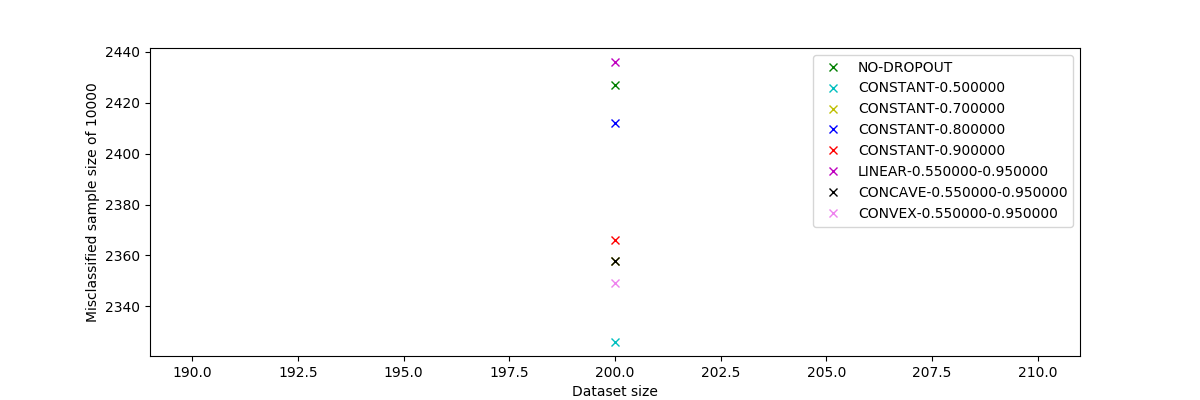 2440
2420
2400
2380
2360
2340
Misclassified sample size of 10000
NO-DROPOUT
CONSTANT-0.500000
CONSTANT-0.700000
CONSTANT-0.800000
CONSTANT-0.900000
LINEAR-0.550000-0.950000
CONCAVE-0.550000-0.950000
CONVEX-0.550000-0.950000
190.0 192.5 195.0 197.5 200.0 202.5 205.0 207.5 210.0
Dataset size